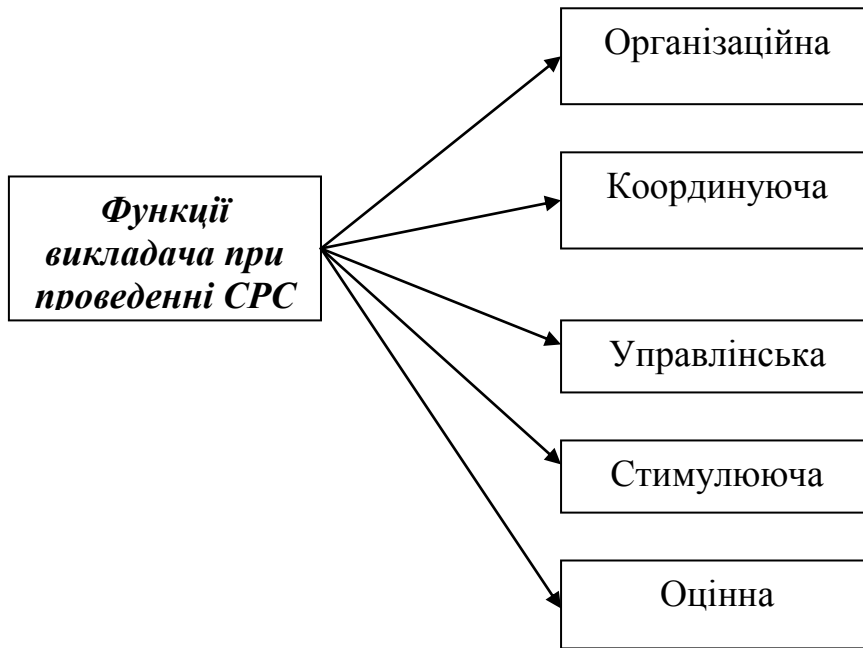 Функції
викладача при
проведенні СРС
Організаційна
Координуюча
Управлінська
Стимулююча
Оцінна